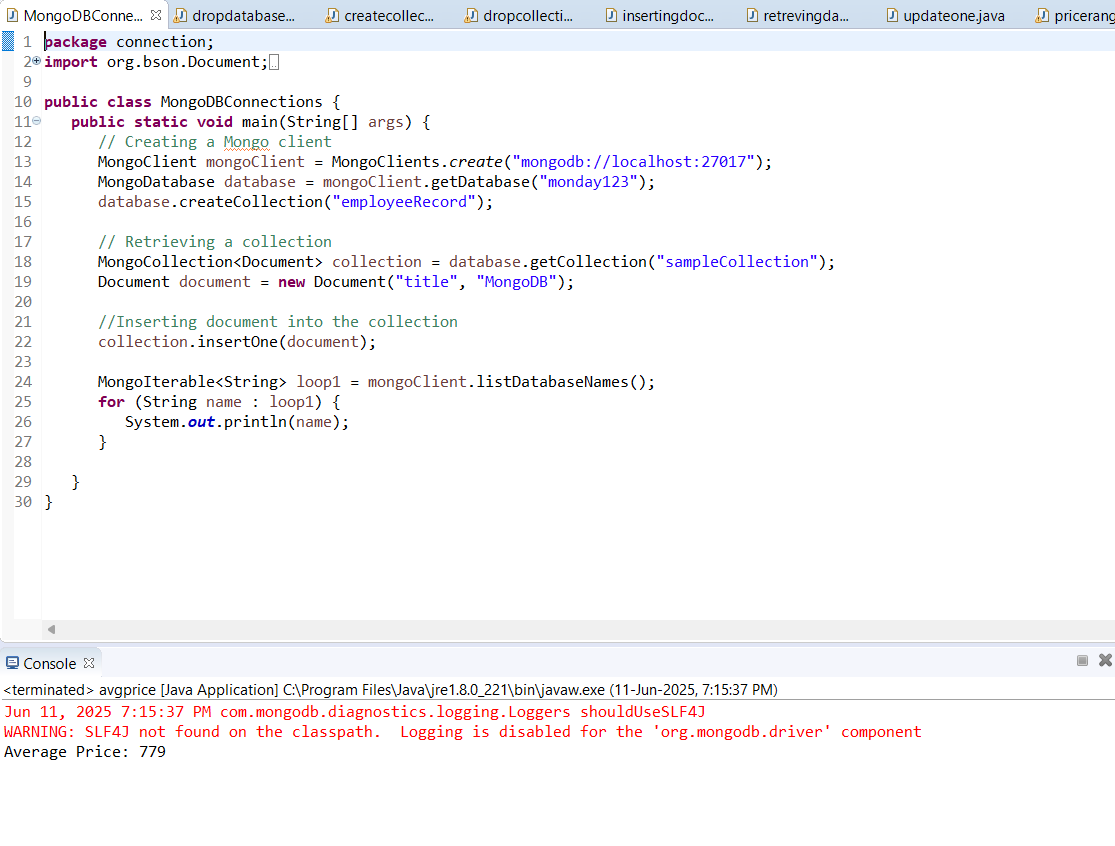 MongoDBConne... dropdatabase... createcollec... dropcollecti... insertingdoc... retrevingda... updateone.java pricerang
1 package connection;
2 import org.bson.Document;
9
10 public class MongoDBConnections {
11 public static void main(String[] args) {
12 // Creating a Mongo client
13 MongoClient mongoClient = MongoClients.create("mongodb://localhost:27017");
14 MongoDatabase database = mongoClient.getDatabase("monday123");
15 database.createCollection("employeeRecord");
16
17 // Retrieving a collection
18 MongoCollection<Document> collection = database.getCollection("sampleCollection");
19 Document document = new Document("title", "MongoDB");
20
21 //Inserting document into the collection
22 collection.insertOne(document);
23
24 MongoIterable<String> loop1 = mongoClient.listDatabaseNames();
25 for (String name : loop1) {
26 System.out.println(name);
27 }
28
29 }
30 }
Console
<terminated> avgprice [Java Application] C:\Program Files\Java\jre1.8.0_221\bin\javaw.exe (11-Jun-2025, 7:15:37 PM)
Jun 11, 2025 7:15:37 PM com.mongodb.diagnostics.logging.Loggers shouldUseSLF4J
WARNING: SLF4J not found on the classpath.  Logging is disabled for the 'org.mongodb.driver' component
Average Price: 779